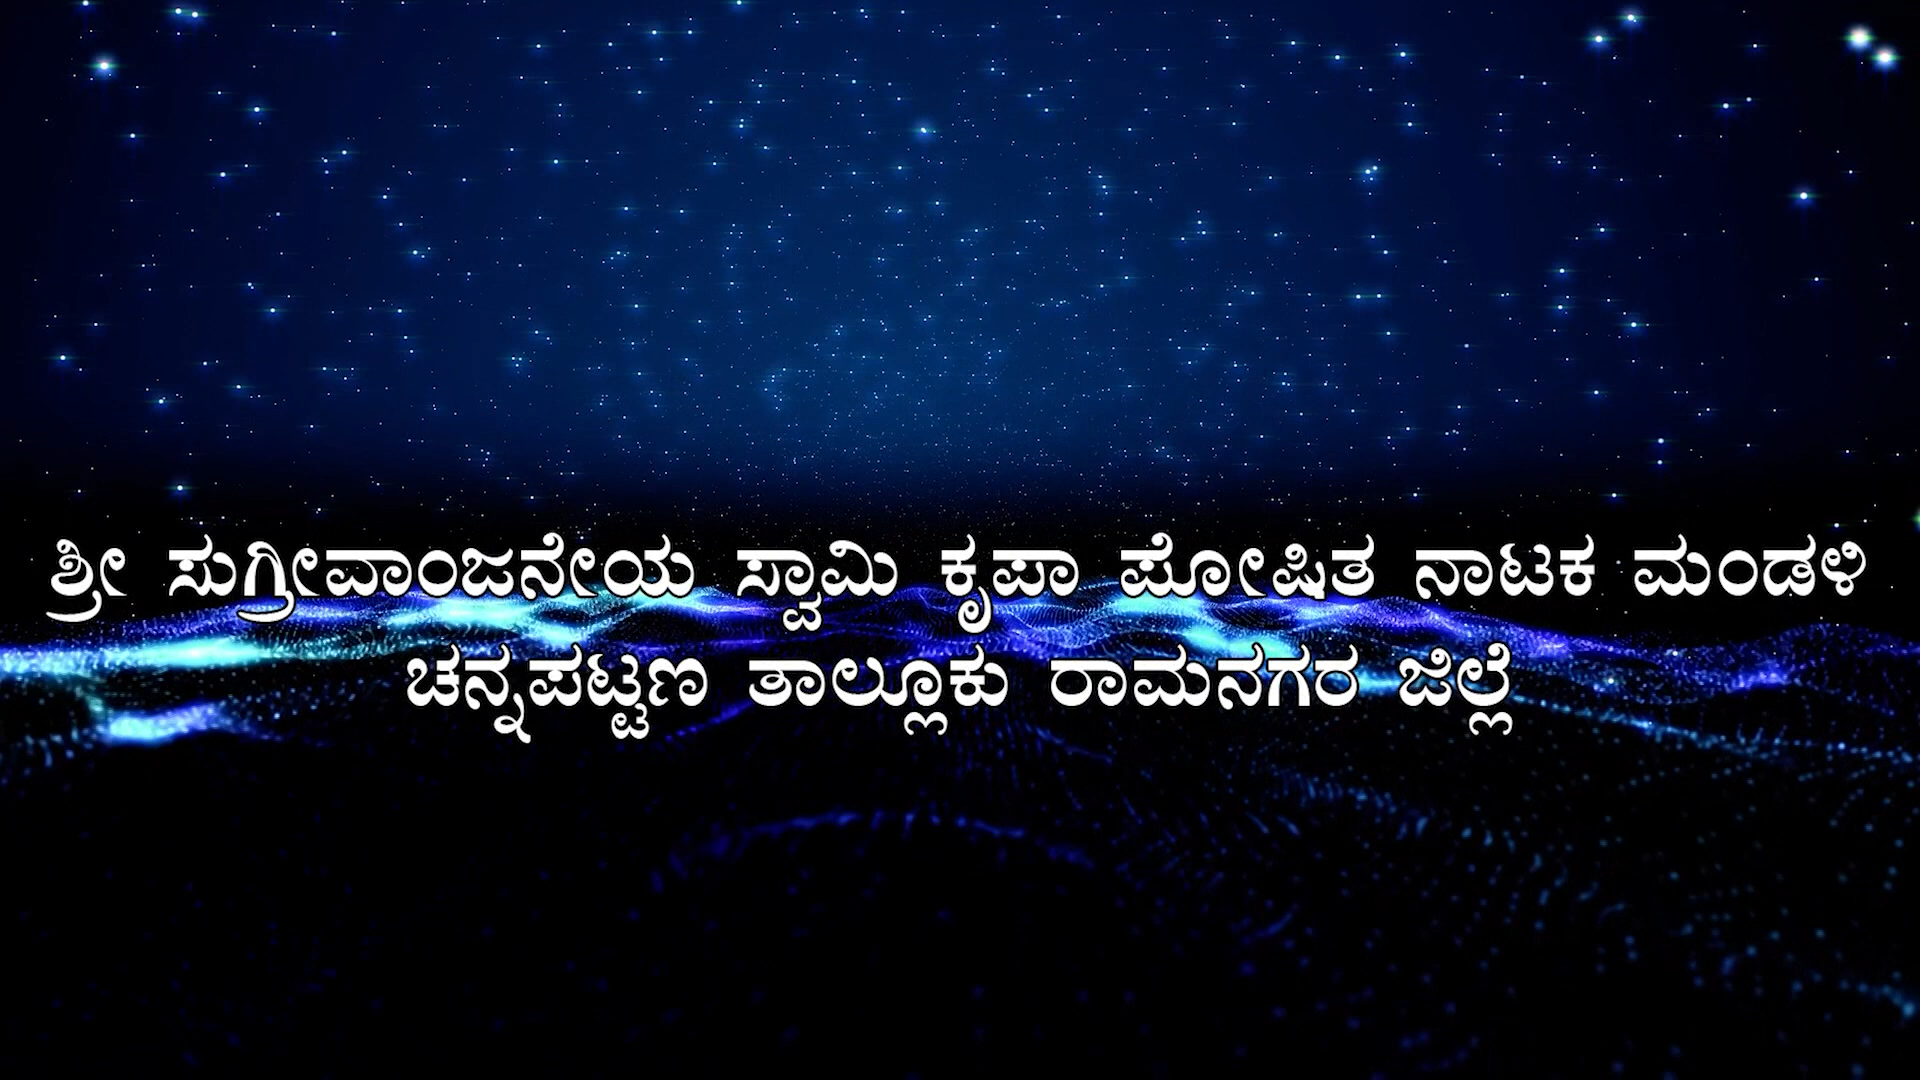 ಶ್ರೀ ಸುಗ್ರೀವಾಂಜನೇಯ ಸ್ವಾಮಿ ಕೃಪಾ ಪೋಷಿತ ನಾಟಕ ಮಂಡಳಿ
ಚನ್ನಪಟ್ಟಣ ತಾಲ್ಲೂಕು ರಾಮನಗರ ಜಿಲ್ಲೆ